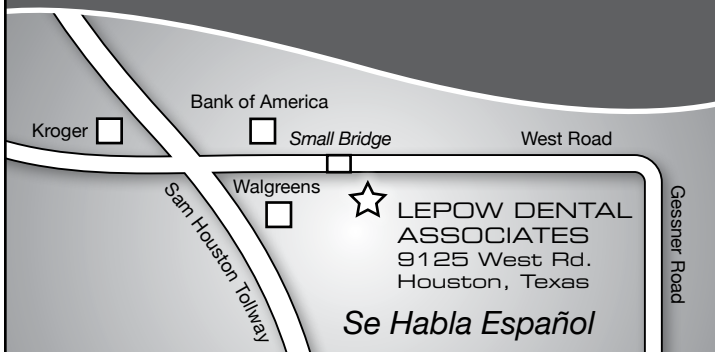 Bank of America
Kroger
Small Bridge
West Road
Walgreens
Sam Houston Tollway
Gessner Road
LEPOW DENTAL
ASSOCIATES
9125 West Rd.
Houston, Texas
Se Habla Español